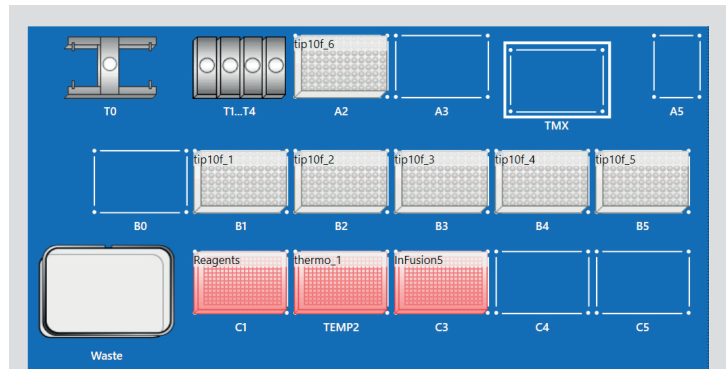 tip10f_6
T0
T1...T4
A2
A3
TMX
A5
tip10f_1
tip10f_2
tip10f_3
tip10f_4
tip10f_5
B0
B1
B2
B3
B4
B5
Reagents
thermo_1
InFusion5
C1
TEMP2
C3
C4
C5
Waste